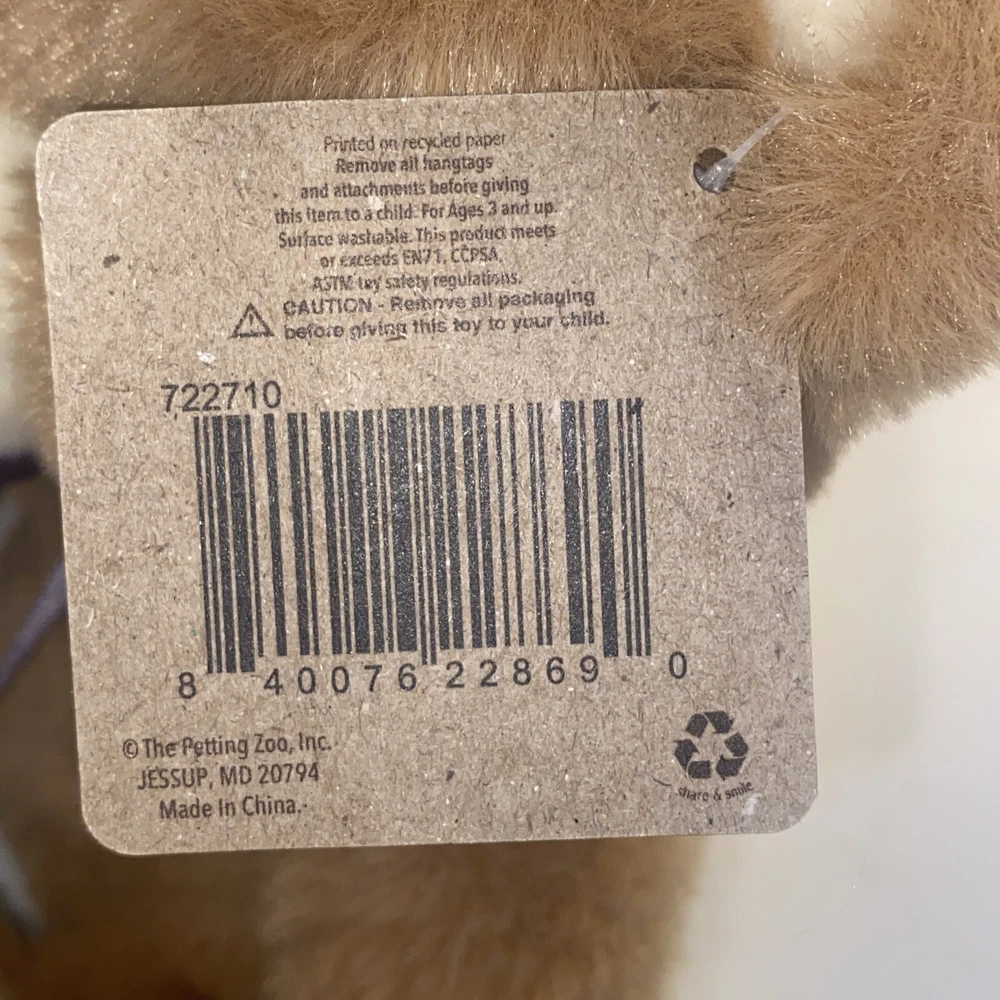 Printed on recycled paper
Remove all hangtags
and attachments before giving
this item to a child. For Ages 3 and up.
Surface washable. This product meets
or exceeds EN71, CCPSA,
ASTM toy safety regulations.
CAUTION - Remove all packaging
before giving this toy to your child.
722710
8 40076 22869 0
© The Petting Zoo, Inc.
JESSUP, MD 20794
Made In China.
share & smile